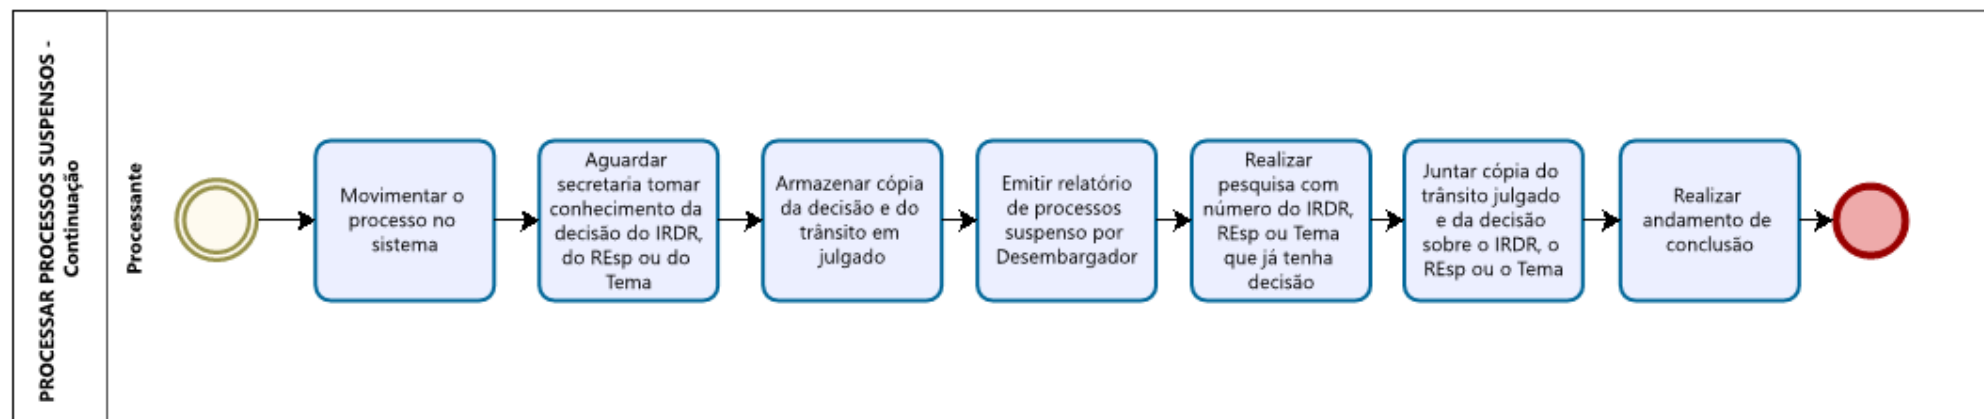 PROCESSAR PROCESSOS SUSPENSOS -
Continuação
Processante
Movimentar o
processo no
sistema
Aguardar
secretaria tomar
conhecimento da
decisão do IRDR,
do REsp ou do
Tema
Armazenar cópia
da decisão e do
trânsito em
julgado
Emitir relatório
de processos
suspenso por
Desembargador
Realizar
pesquisa com
número do IRDR,
REsp ou Tema
que já tenha
decisão
Juntar cópia do
trânsito julgado
e da decisão
sobre o IRDR, o
REsp ou o Tema
Realizar
andamento de
conclusão